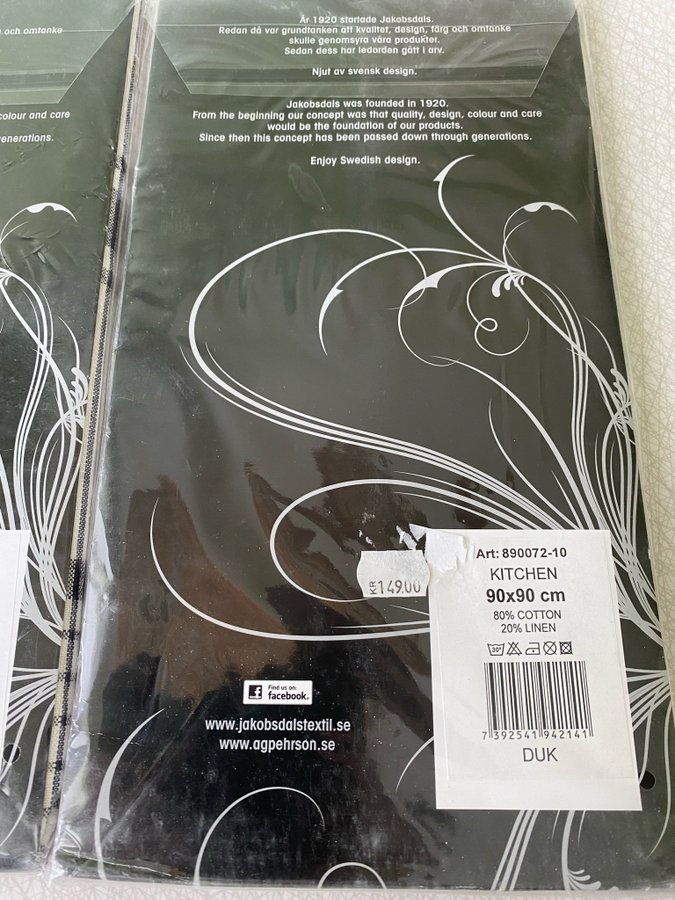 och omtanke
colour and care
generations.
År 1920 startade Jakobsdals.
Redan då var grundtanken att kvalitet, design, färg och omtanke
skulle genomsyra våra produkter.
Sedan dess har ledorden gått i arv.
Njut av svensk design.
Jakobsdals was founded in 1920.
From the beginning our concept was that quality, design, colour and care
would be the foundation of our products.
Since then this concept has been passed down through generations.
Enjoy Swedish design.
KR 149.00
Art: 890072-10
KITCHEN
90x90 cm
80% COTTON
20% LINEN
30°
7 392541 942141
DUK
f Find us on:
facebook.
www.jakobsdalstextil.se
www.agpehrson.se